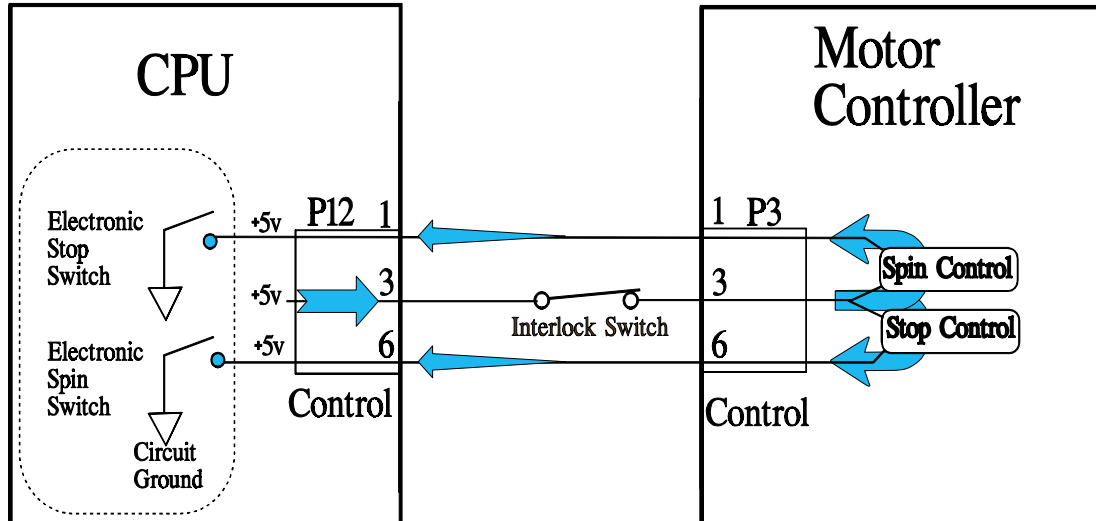 CPU
Motor
Controller
Electronic
Stop
Switch
+5v
P12
1
1
P3
Spin Control
+5v
3
Interlock Switch
3
Stop Control
Electronic
Spin
Switch
+5v
6
6
Control
Control
Circuit
Ground